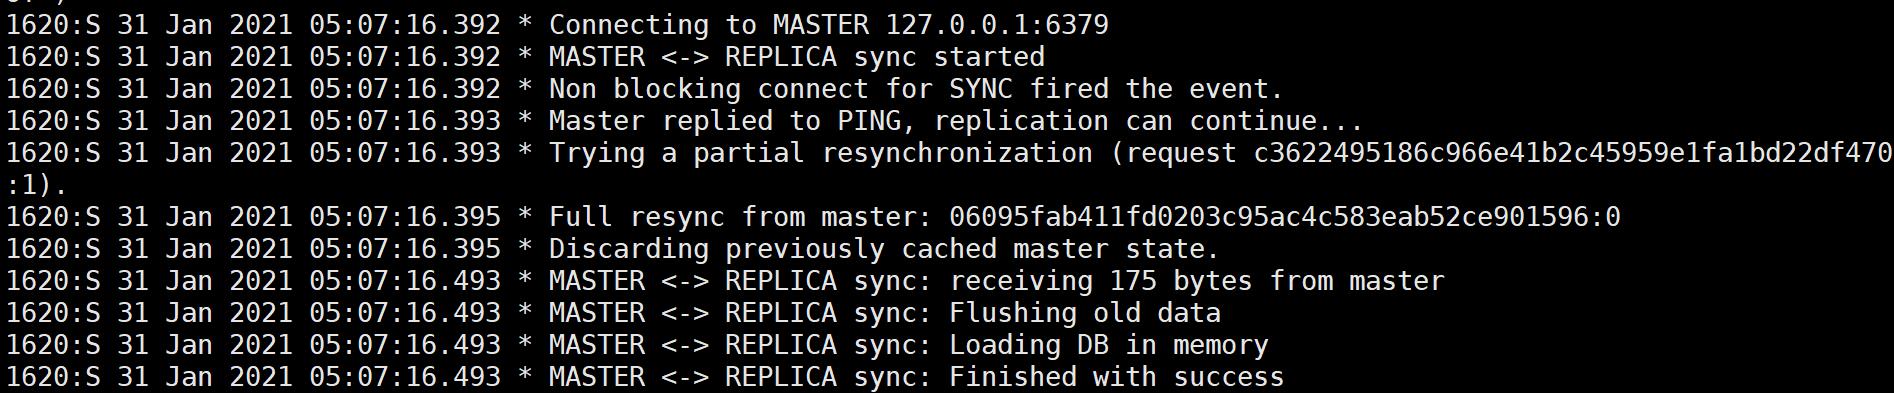 1620:S 31 Jan 2021 05:07:16.392 * Connecting to MASTER 127.0.0.1:6379
1620:S 31 Jan 2021 05:07:16.392 * MASTER <-> REPLICA sync started
1620:S 31 Jan 2021 05:07:16.392 * Non blocking connect for SYNC fired the event.
1620:S 31 Jan 2021 05:07:16.393 * Master replied to PING, replication can continue...
1620:S 31 Jan 2021 05:07:16.393 * Trying a partial resynchronization (request c3622495186c966e41b2c45959e1fa1bd22df470
:1).
1620:S 31 Jan 2021 05:07:16.395 * Full resync from master: 06095fab411fd0203c95ac4c583eab52ce901596:0
1620:S 31 Jan 2021 05:07:16.395 * Discarding previously cached master state.
1620:S 31 Jan 2021 05:07:16.493 * MASTER <-> REPLICA sync: receiving 175 bytes from master
1620:S 31 Jan 2021 05:07:16.493 * MASTER <-> REPLICA sync: Flushing old data
1620:S 31 Jan 2021 05:07:16.493 * MASTER <-> REPLICA sync: Loading DB in memory
1620:S 31 Jan 2021 05:07:16.493 * MASTER <-> REPLICA sync: Finished with success